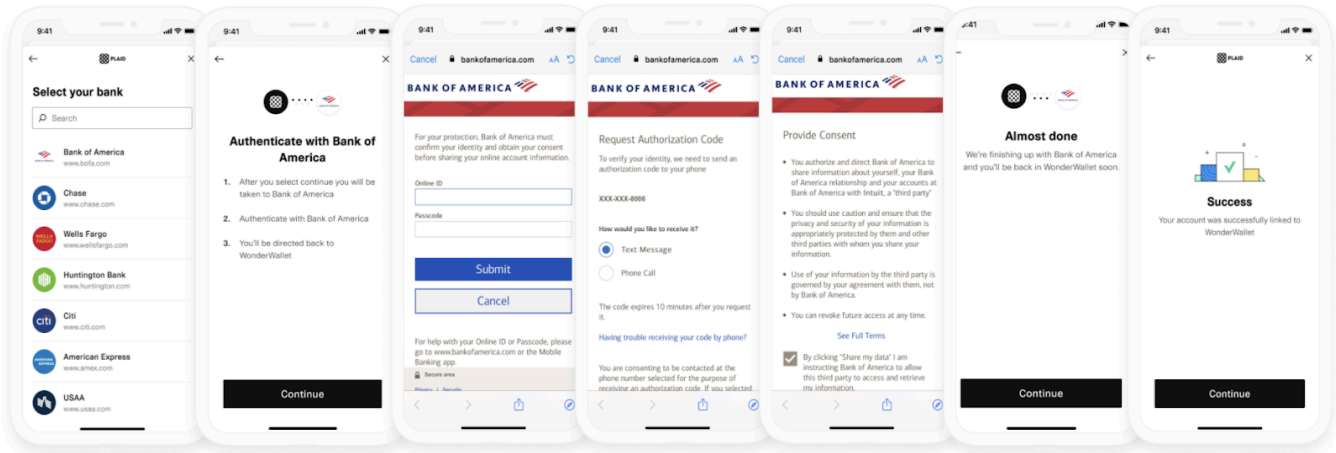 9:41
PLAID
Select your bank
Search
Bank of America
www.bofa.com
Chase
www.chase.com
WELLS
FARGO
Wells Fargo
www.wellsfargo.com
Huntington Bank
www.huntington.com
citi
Citi
www.citi.com
American Express
www.amex.com
USAA
www.usaa.com
9:41
Authenticate with Bank of
America
1. After you select continue you will be
taken to Bank of America
2. Authenticate with Bank of America
3. You'll be directed back to
WonderWallet
Continue
9:41
Cancel bankofamerica.com AA
BANK OF AMERICA
For your protection, Bank of America must
confirm your identity and obtain your consent
before sharing your online account information.
Online ID
Passcode
Submit
Cancel
For help with your Online ID or Passcode, please
go to www.bankofamerica.com or the Mobile
Banking app.
Secure area
Privacy | Security
9:41
Cancel bankofamerica.com AA
BANK OF AMERICA
Request Authorization Code
To verify your identity, we need to send an
authorization code to your phone
XXX-XXX-0006
How would you like to receive it?
Text Message
Phone Call
The code expires 10 minutes after you request
it.
Having trouble receiving your code by phone?
You are consenting to be contacted at the
phone number selected for the purpose of
receiving an authorization code. If you selected
9:41
Cancel bankofamerica.com AA
BANK OF AMERICA
Provide Consent
• You authorize and direct Bank of America to
share information about yourself, your Bank
of America relationship and your accounts at
Bank of America with Intuit, a "third party"
• You should use caution and ensure that the
privacy and security of your information is
appropriately protected by them and other
third parties with whom you share your
information.
• Use of your information by the third party is
governed by your agreement with them, not
by Bank of America.
• You can revoke future access at any time.
See Full Terms
By clicking "Share my data" I am
instructing Bank of America to allow
this third party to access and retrieve
my information.
9:41
Almost done
We're finishing up with Bank of America
and you'll be back in WonderWallet soon.
Continue
9:41
PLAID
Success
Your account was successfully linked to
WonderWallet
Continue